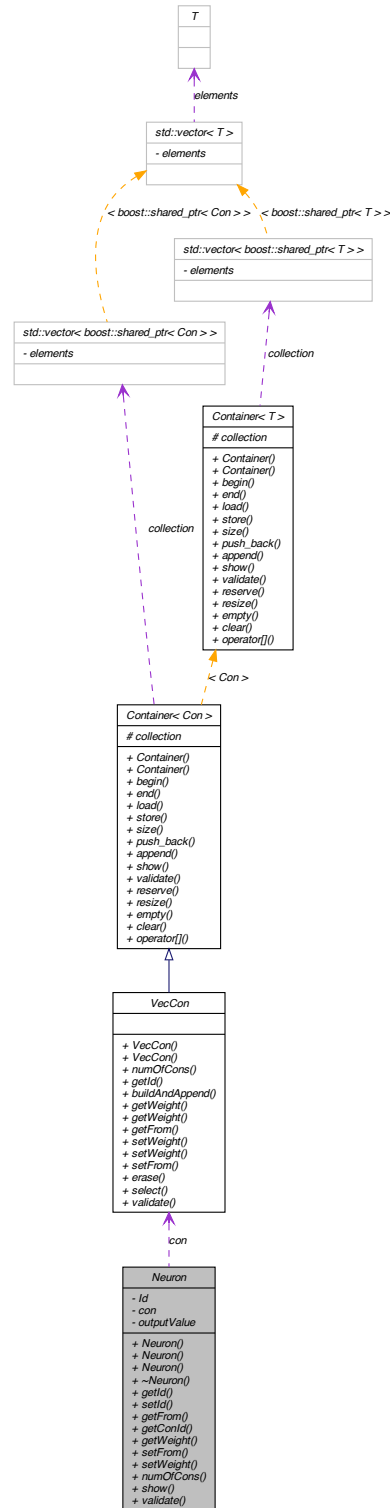 T
elements
std::vector< T >
- elements
< boost::shared_ptr< Con > >
< boost::shared_ptr< T > >
std::vector< boost::shared_ptr< T > >
- elements
std::vector< boost::shared_ptr< Con > >
- elements
collection
Container< T >
# collection
+ Container()
+ Container()
+ begin()
+ end()
+ load()
+ store()
+ size()
+ push_back()
+ append()
+ show()
+ validate()
+ reserve()
+ resize()
+ empty()
+ clear()
+ operator[]()
collection
< Con >
Container< Con >
# collection
+ Container()
+ Container()
+ begin()
+ end()
+ load()
+ store()
+ size()
+ push_back()
+ append()
+ show()
+ validate()
+ reserve()
+ resize()
+ empty()
+ clear()
+ operator[]()
VecCon
+ VecCon()
+ VecCon()
+ numOfCons()
+ getId()
+ buildAndAppend()
+ getWeight()
+ getWeight()
+ getFrom()
+ setWeight()
+ setWeight()
+ setFrom()
+ erase()
+ select()
+ validate()
con
Neuron
- Id
- con
- outputValue
+ Neuron()
+ Neuron()
+ Neuron()
+ ~Neuron()
+ getId()
+ setId()
+ getFrom()
+ getConId()
+ getWeight()
+ setFrom()
+ setWeight()
+ numOfCons()
+ show()
+ validate()